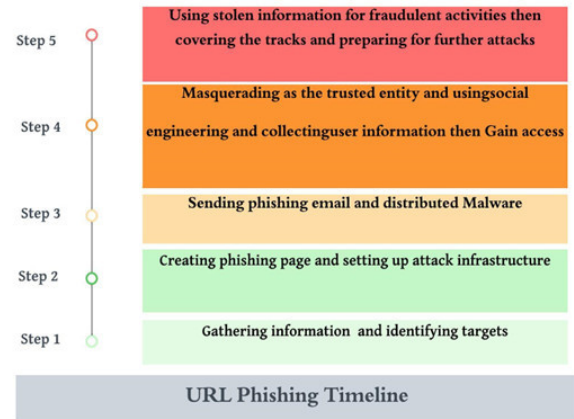 Step 5
Using stolen information for fraudulent activities then
covering the tracks and preparing for further attacks
Step 4
Masquerading as the trusted entity and usingsocial
engineering and collectinguser information then Gain access
Step 3
Sending phishing email and distributed Malware
Step 2
Creating phishing page and setting up attack infrastructure
Step 1
Gathering information and identifying targets
URL Phishing Timeline